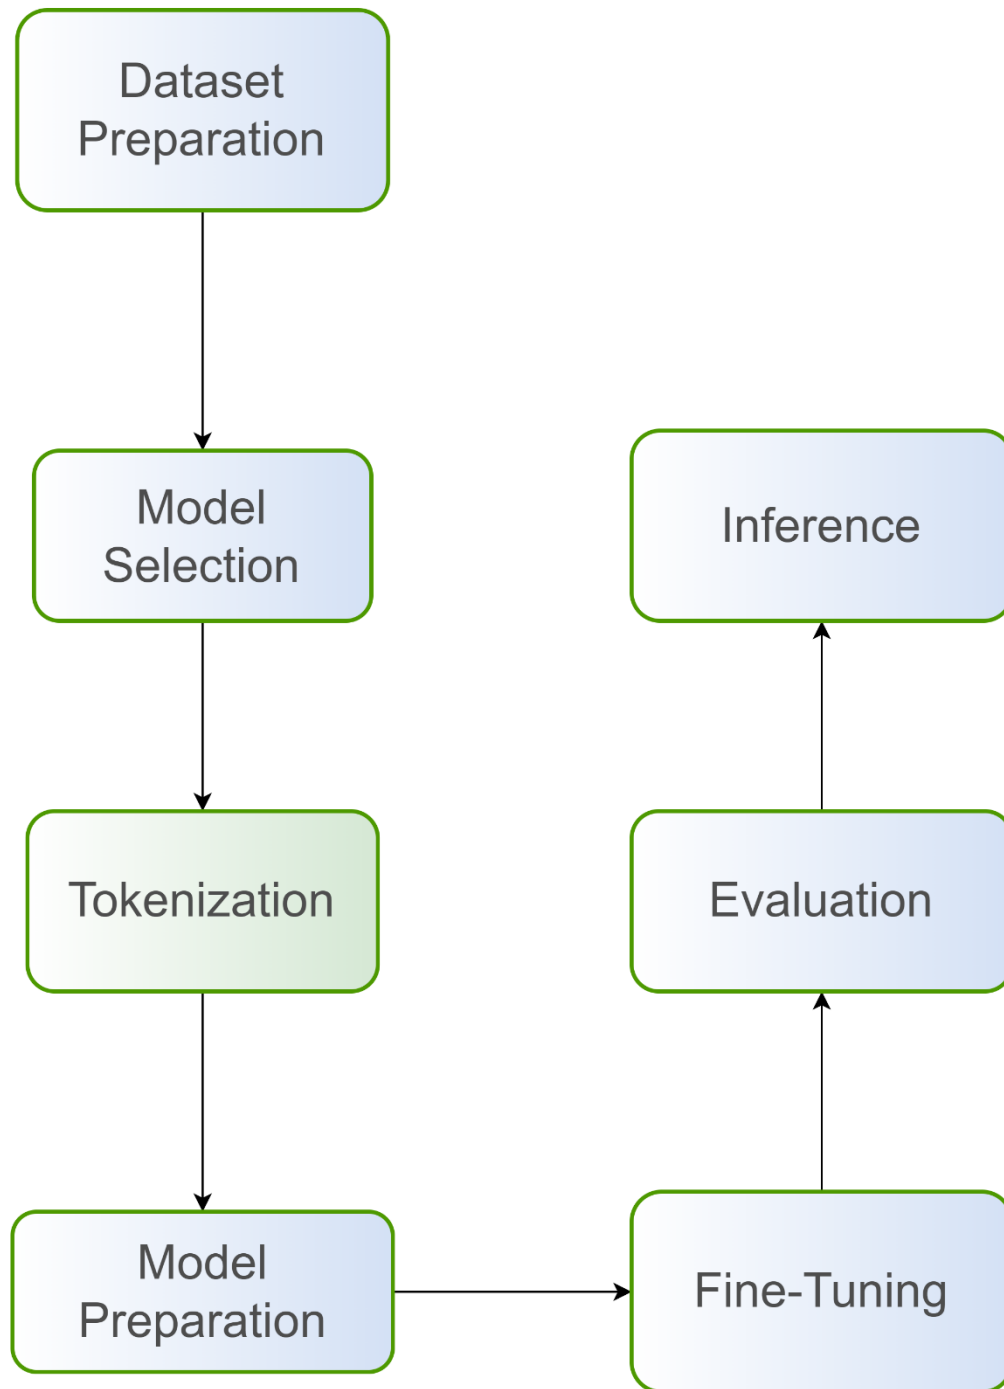 Dataset
Preparation
Model
Selection
Tokenization
Model
Preparation
Fine-Tuning
Evaluation
Inference